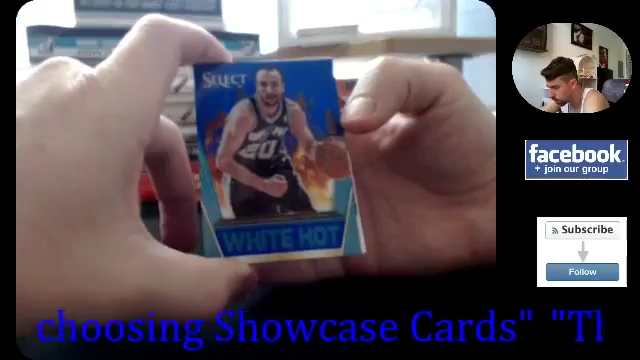 SELECT
20
WHITE HOT
facebook
+ join our group
Subscribe
Follow
choosing Showcase Cards" "Tl